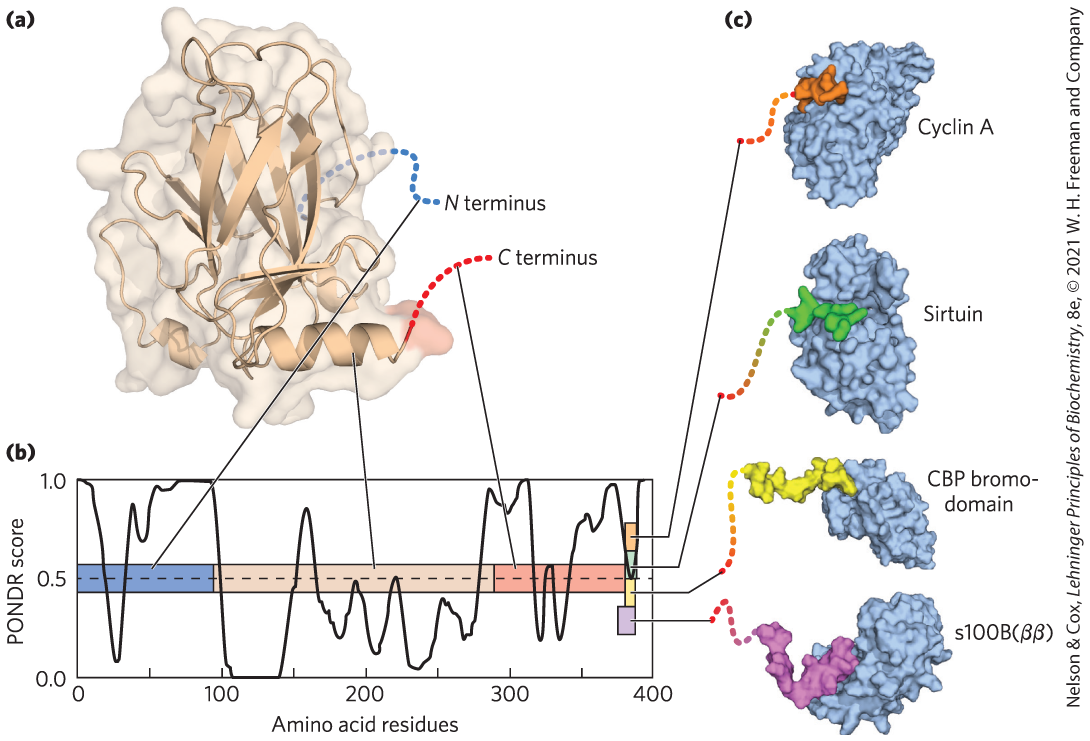 (a)
N terminus
C terminus
(b)
PONDR score
1.0
0.5
0.0
0
100
200
300
400
Amino acid residues
(c)
Cyclin A
Sirtuin
CBP bromo-
domain
s100B(ββ)
Nelson & Cox, Lehninger Principles of Biochemistry, 8e, © 2021 W. H. Freeman and Company